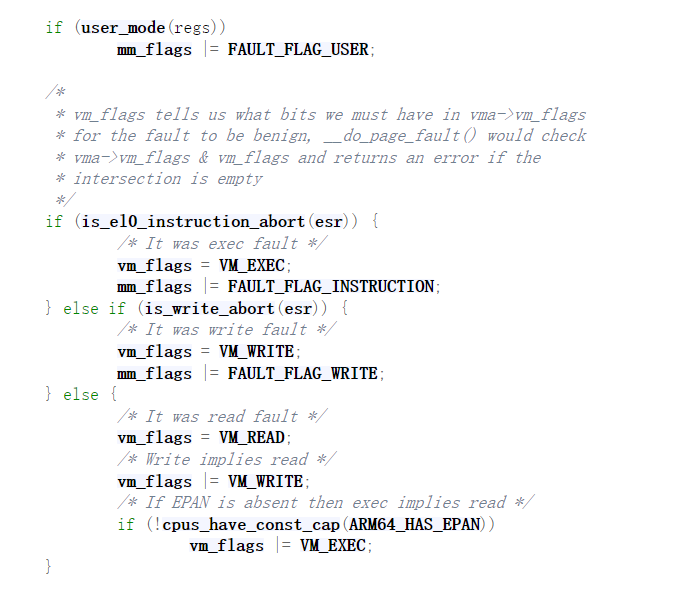 if (user_mode(regs))
mm_flags |= FAULT_FLAG_USER;
/*
* vm_flags tells us what bits we must have in vma->vm_flags
* for the fault to be benign, __do_page_fault() would check
* vma->vm_flags & vm_flags and returns an error if the
* intersection is empty
*/
if (is_el0_instruction_abort(esr)) {
/* It was exec fault */
vm_flags = VM_EXEC;
mm_flags |= FAULT_FLAG_INSTRUCTION;
} else if (is_write_abort(esr)) {
/* It was write fault */
vm_flags = VM_WRITE;
mm_flags |= FAULT_FLAG_WRITE;
} else {
/* It was read fault */
vm_flags = VM_READ;
/* Write implies read */
vm_flags |= VM_WRITE;
/* If EPAN is absent then exec implies read */
if (!cpus_have_const_cap(ARM64_HAS_EPAN))
vm_flags |= VM_EXEC;
}